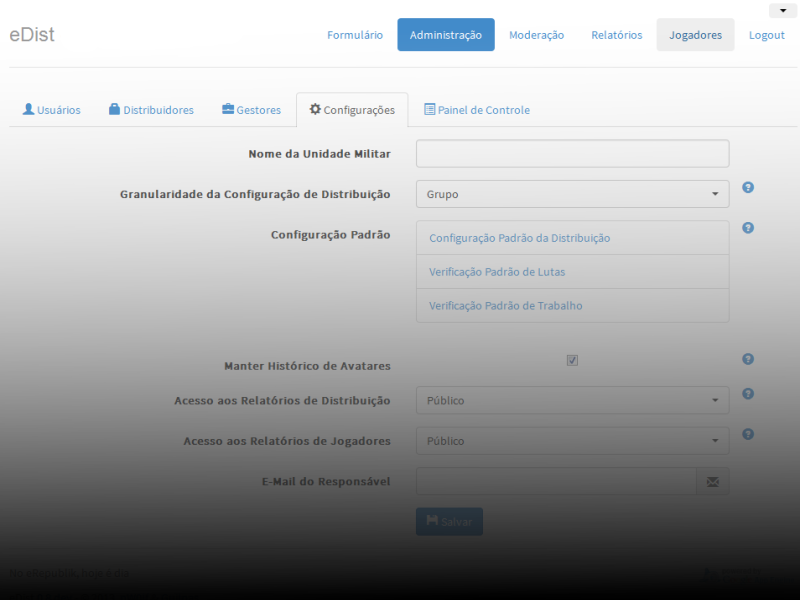 eDist
Formulário
Administração
Moderação
Relatórios
Jogadores
Logout
Usuários
Distribuidores
Gestores
Configurações
Painel de Controle
Nome da Unidade Militar
Granularidade da Configuração de Distribuição
Grupo
Configuração Padrão
Configuração Padrão da Distribuição
Verificação Padrão de Lutas
Verificação Padrão de Trabalho
Manter Histórico de Avatares
Acesso aos Relatórios de Distribuição
Público
Acesso aos Relatórios de Jogadores
Público
E-Mail do Responsável
Salvar